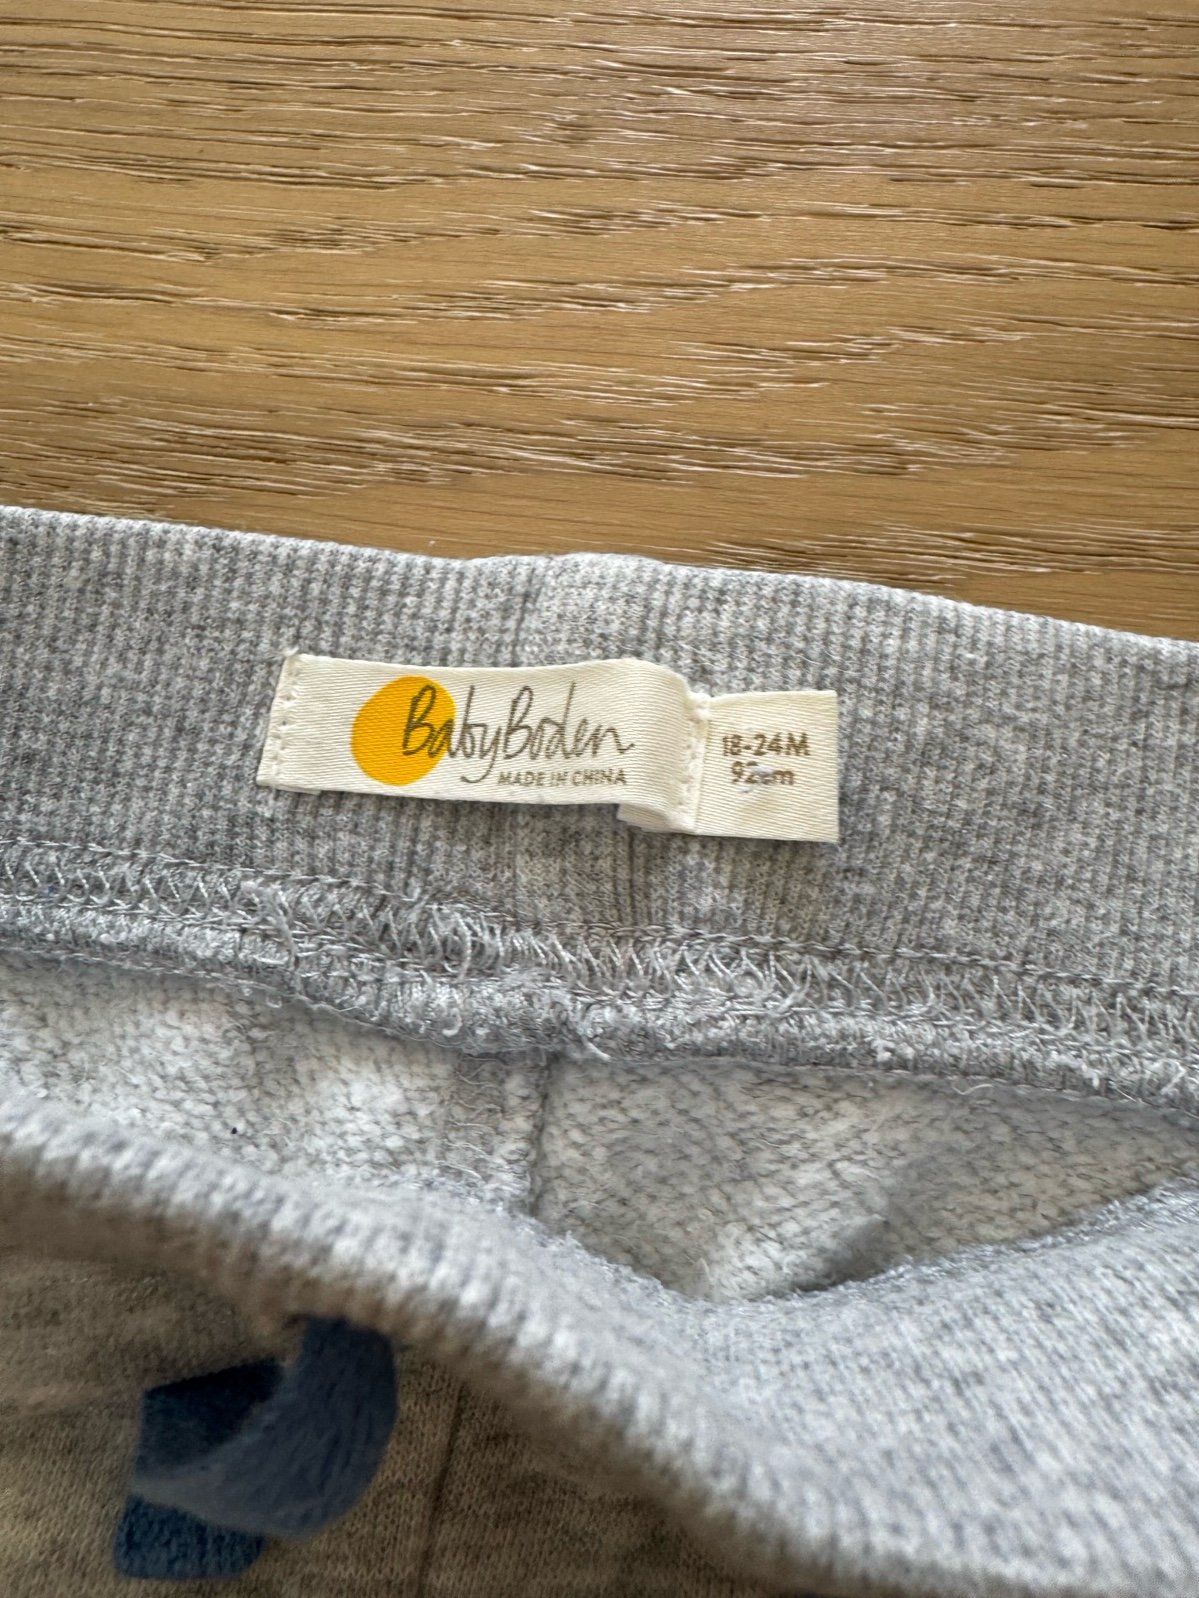 BabyBoden
MADE IN CHINA
18-24M
92cm